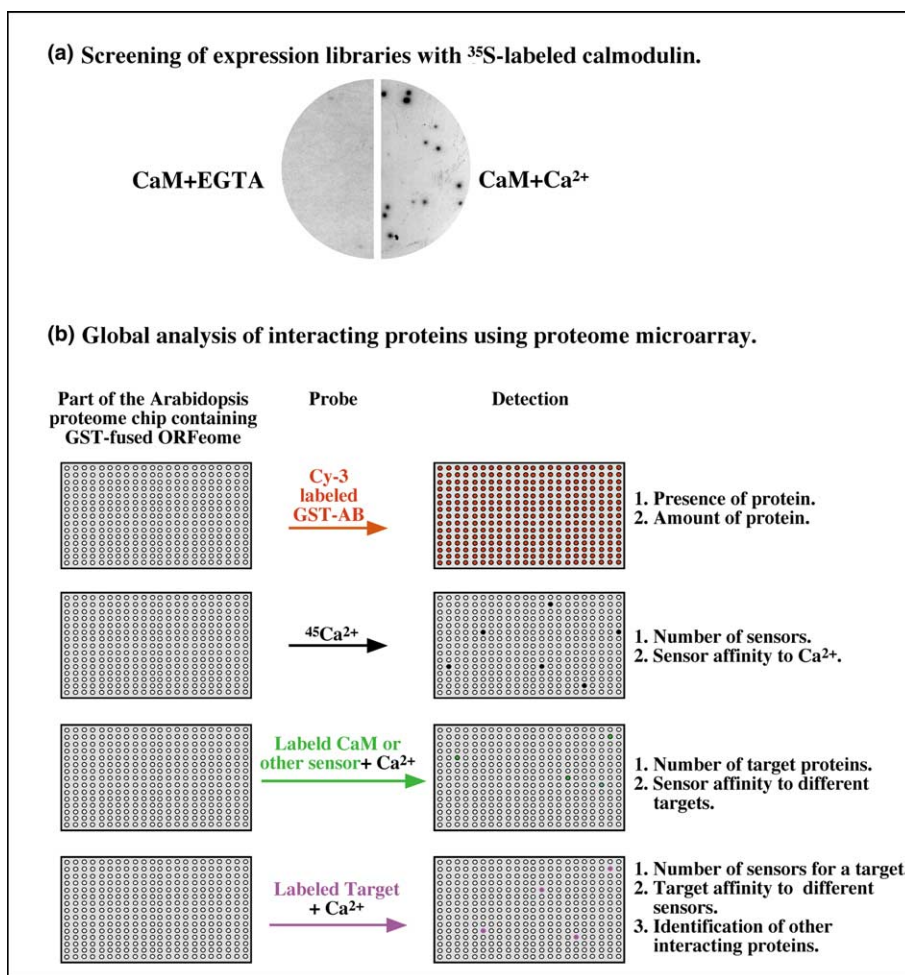 (a) Screening of expression libraries with ³⁵S-labeled calmodulin.
CaM+EGTA
CaM+Ca²⁺
(b) Global analysis of interacting proteins using proteome microarray.
Part of the Arabidopsis
proteome chip containing
GST-fused ORFeome
Probe
Detection
Cy-3
labeled
GST-AB
1. Presence of protein.
2. Amount of protein.
⁴⁵Ca²⁺
1. Number of sensors.
2. Sensor affinity to Ca²⁺.
Labeld CaM or
other sensor+ Ca²⁺
1. Number of target proteins.
2. Sensor affinity to different
targets.
Labeled Target
+ Ca²⁺
1. Number of sensors for a target
2. Target affinity to different
sensors.
3. Identification of other
interacting proteins.